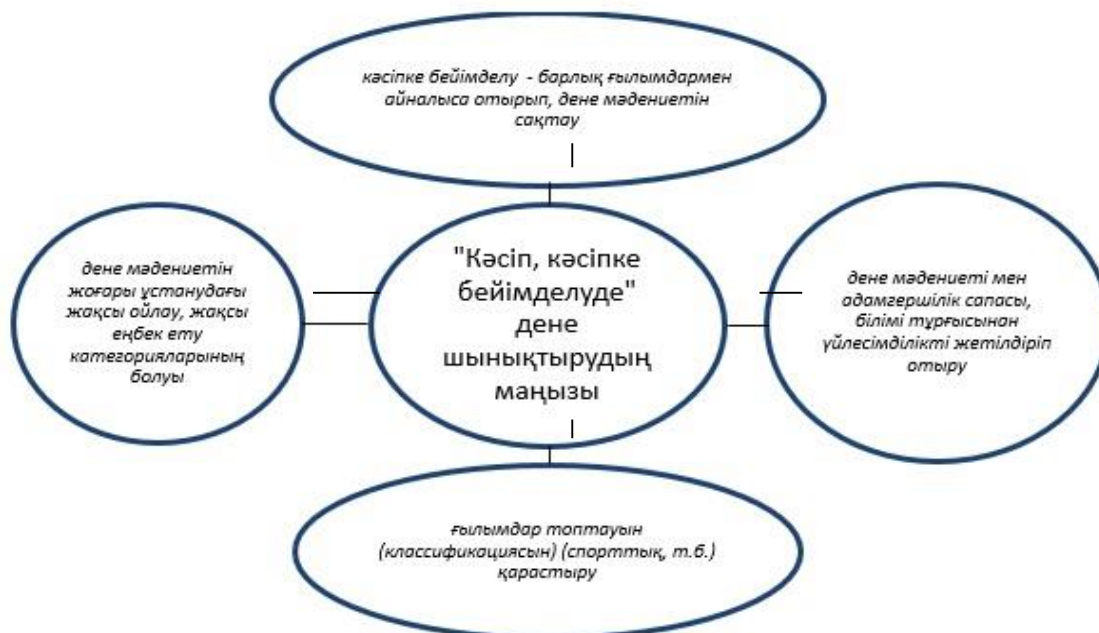 кәсіпке бейімделу - барлық ғылымдармен
айналыса отырып, дене мәдениетін
сақтау
дене мәдениетін
жоғары ұстанудағы
жақсы ойлау, жақсы
еңбек ету
категорияларының
болуы
"Кәсіп, кәсіпке
бейімделуде"
дене
шынықтырудың
маңызы
дене мәдениеті мен
адамгершілік сапасы,
білімі тұрғысынан
үйлесімділікті жетілдіріп
отыру
ғылымдар топтауын
(классификациясын) (спорттық, т.б.)
қарастыру